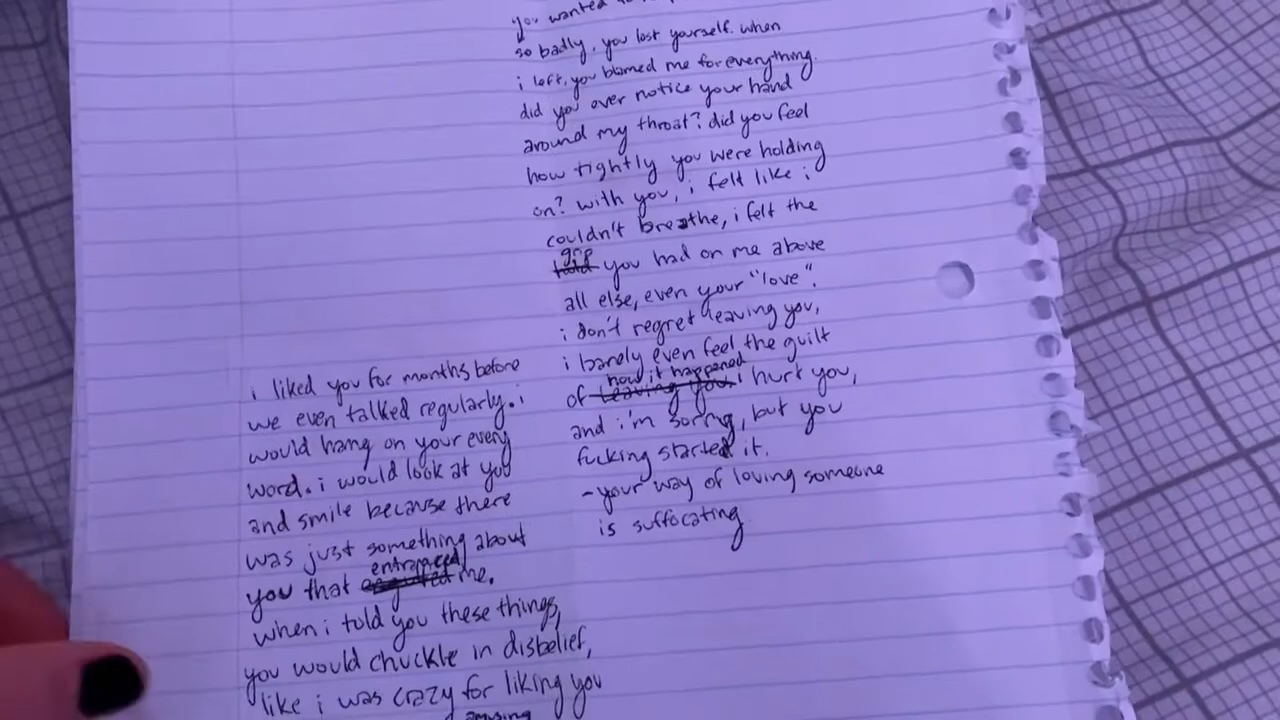 you wanted
so badly, you lost yourself. when
i left, you blamed me for everything.
did you ever notice your hand
around my throat? did you feel
how tightly you were holding
on? with you, i felt like i
couldn't breathe, i felt the
grip
you had on me above
all else, even your "love".
i don't regret leaving you,
i barely even feel the guilt
how it happened
of leaving you. i hurt you,
and i'm sorry, but you
fucking started it.
-your way of loving someone
is suffocating
i liked you for months before
we even talked regularly. i
would hang on your every
word. i would look at you
and smile because there
was just something about
entrapped
you that me.
when i told you these things,
you would chuckle in disbelief,
like i was crazy for liking you
amusing